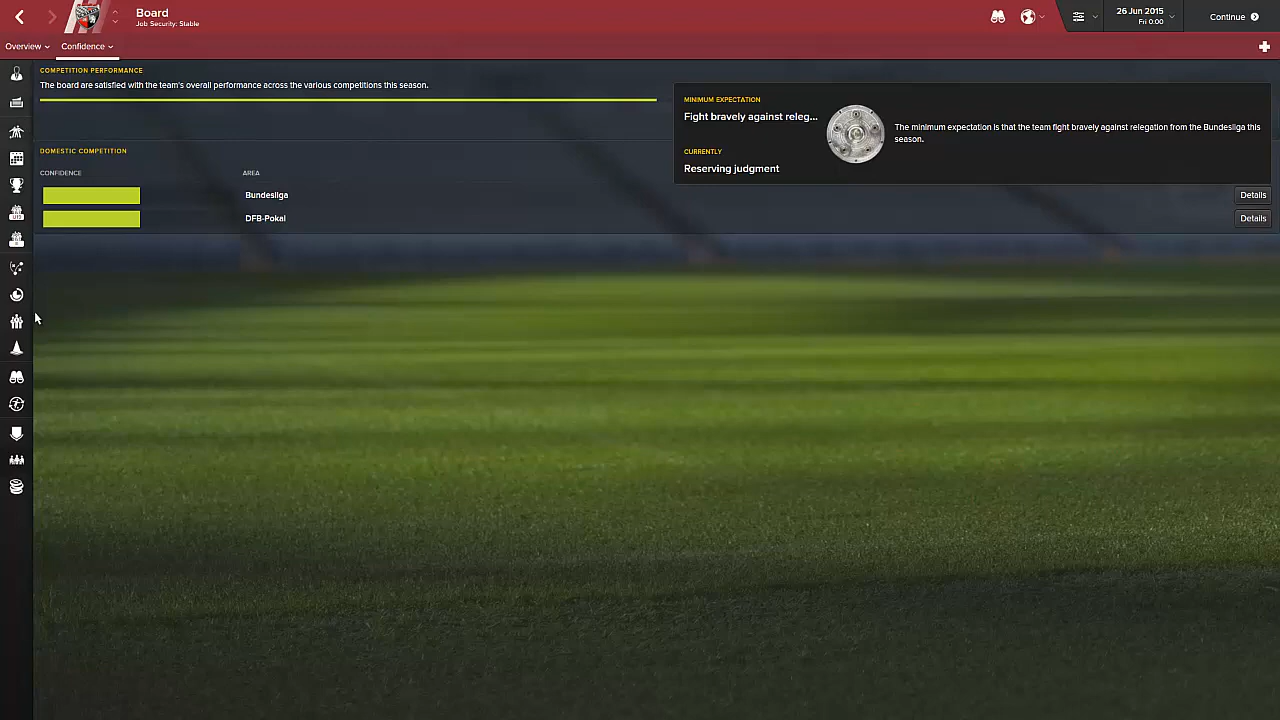 Board
Job Security: Stable
26 Jun 2015
Fri 0:00
Continue
Overview
Confidence
COMPETITION PERFORMANCE
The board are satisfied with the team's overall performance across the various competitions this season.
MINIMUM EXPECTATION
Fight bravely against releg...
The minimum expectation is that the team fight bravely against relegation from the Bundesliga this
season.
CURRENTLY
Reserving judgment
DOMESTIC COMPETITION
CONFIDENCE
AREA
Bundesliga
Details
DFB-Pokal
Details